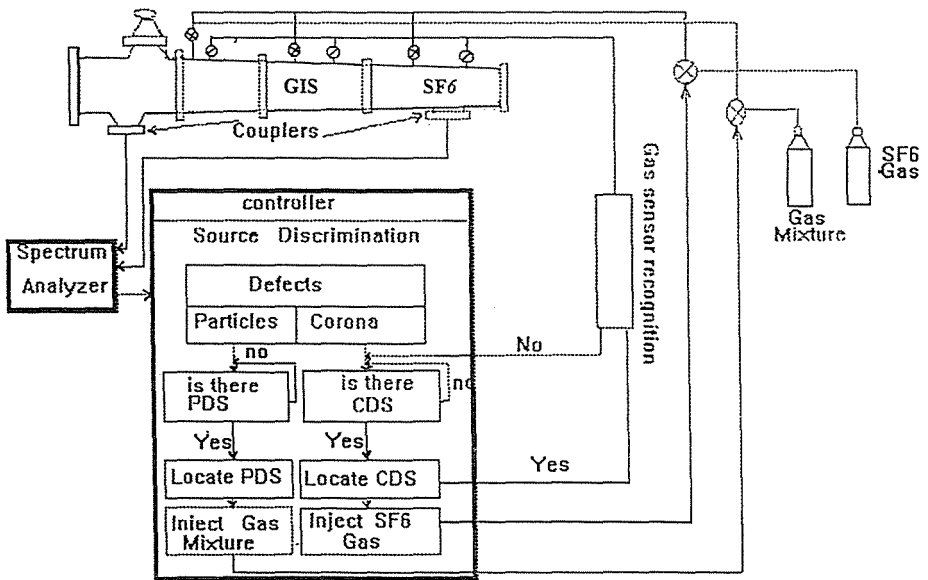 GIS
SF6
Couplers
Gas sensor recognition
SF6
Gas
Gas
Mixture
controller
Source Discrimination
Spectrum
Analyzer
Defects
Particles
Corona
no
No
is there
PDS
is there
CDS
no
Yes
Yes
Yes
Locate PDS
Locate CDS
Inject Gas
Mixture
Inject SF6
Gas